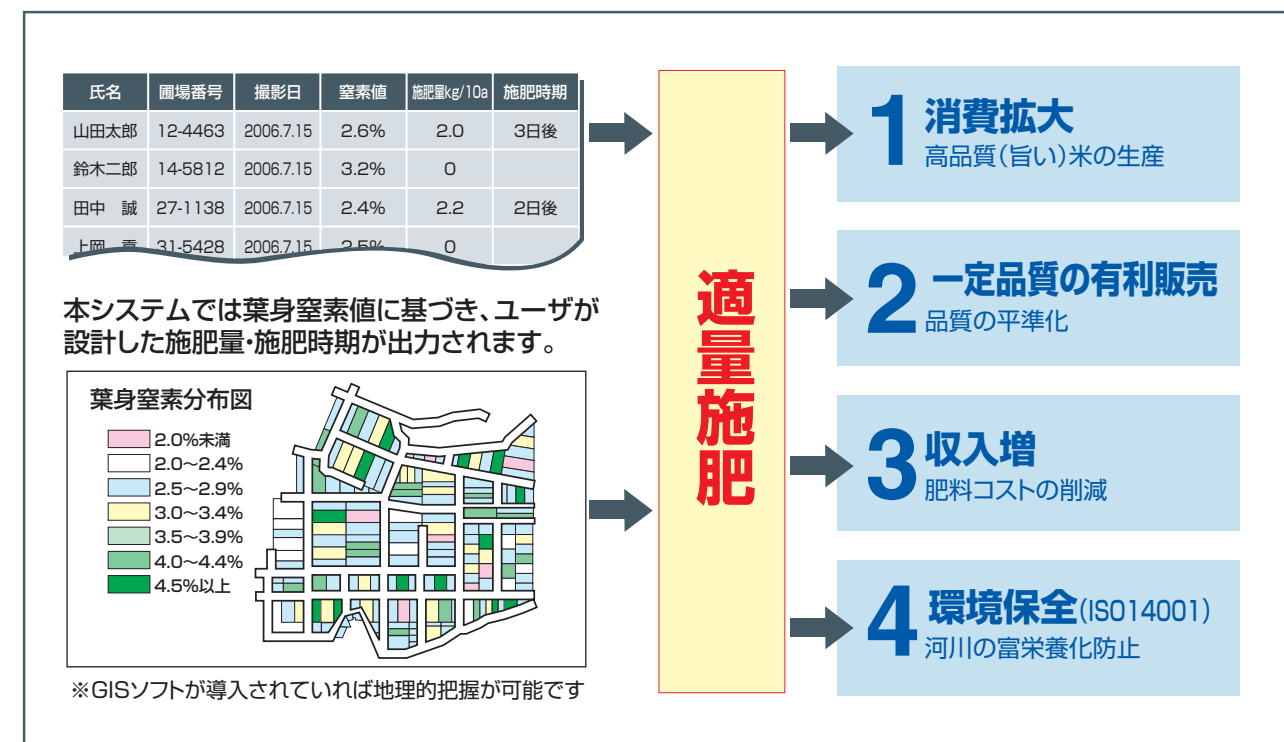 氏名 圃場番号 撮影日 窒素値 施肥量kg/10a 施肥時期
山田太郎 12-4463 2006.7.15 2.6% 2.0 3日後
鈴木二郎 14-5812 2006.7.15 3.2% 0
田中 誠 27-1138 2006.7.15 2.4% 2.2 2日後
上岡 31-5428 2006.7.15 2.5% 0
本システムでは葉身窒素値に基づき、ユーザが
設計した施肥量・施肥時期が出力されます。
葉身窒素分布図
2.0%未満
2.0〜2.4%
2.5〜2.9%
3.0〜3.4%
3.5〜3.9%
4.0〜4.4%
4.5%以上
※GISソフトが導入されていれば地理的把握が可能です
適量施肥
1 消費拡大
高品質(旨い)米の生産
2 一定品質の有利販売
品質の平準化
3 収入増
肥料コストの削減
4 環境保全(ISO14001)
河川の富栄養化防止